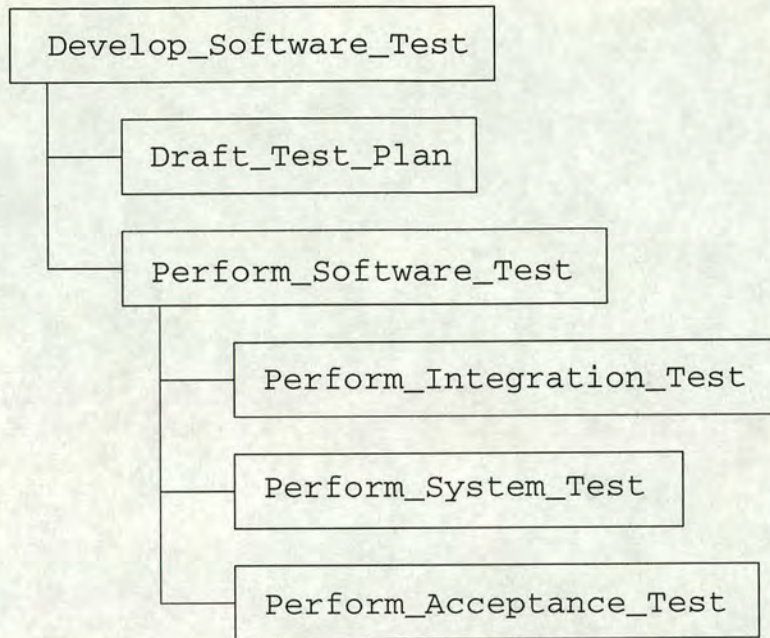 Develop_Software_Test
Draft_Test_Plan
Perform_Software_Test
Perform_Integration_Test
Perform_System_Test
Perform_Acceptance_Test